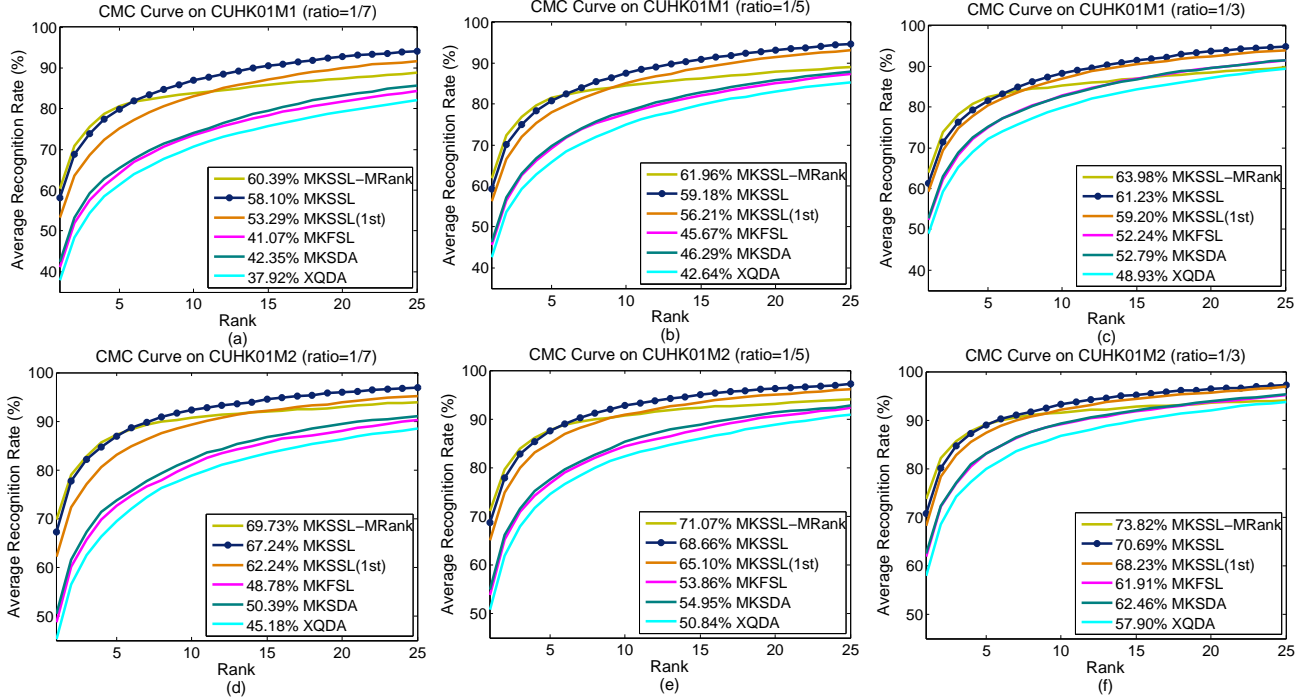 CMC Curve on CUHK01M1 (ratio=1/7)
Average Recognition Rate (%)
100
90
80
70
60
50
40
60.39% MKSSL−MRank
58.10% MKSSL
53.29% MKSSL(1st)
41.07% MKFSL
42.35% MKSDA
37.92% XQDA
5 10 15 20 25
Rank
(a)
CMC Curve on CUHK01M1 (ratio=1/5)
Average Recognition Rate (%)
100
90
80
70
60
50
40
61.96% MKSSL−MRank
59.18% MKSSL
56.21% MKSSL(1st)
45.67% MKFSL
46.29% MKSDA
42.64% XQDA
5 10 15 20 25
Rank
(b)
CMC Curve on CUHK01M1 (ratio=1/3)
Average Recognition Rate (%)
100
90
80
70
60
50
40
63.98% MKSSL−MRank
61.23% MKSSL
59.20% MKSSL(1st)
52.24% MKFSL
52.79% MKSDA
48.93% XQDA
5 10 15 20 25
Rank
(c)
CMC Curve on CUHK01M2 (ratio=1/7)
Average Recognition Rate (%)
100
90
80
70
60
50
69.73% MKSSL−MRank
67.24% MKSSL
62.24% MKSSL(1st)
48.78% MKFSL
50.39% MKSDA
45.18% XQDA
5 10 15 20 25
Rank
(d)
CMC Curve on CUHK01M2 (ratio=1/5)
Average Recognition Rate (%)
100
90
80
70
60
50
71.07% MKSSL−MRank
68.66% MKSSL
65.10% MKSSL(1st)
53.86% MKFSL
54.95% MKSDA
50.84% XQDA
5 10 15 20 25
Rank
(e)
CMC Curve on CUHK01M2 (ratio=1/3)
Average Recognition Rate (%)
100
90
80
70
60
50
73.82% MKSSL−MRank
70.69% MKSSL
68.23% MKSSL(1st)
61.91% MKFSL
62.46% MKSDA
57.90% XQDA
5 10 15 20 25
Rank
(f)